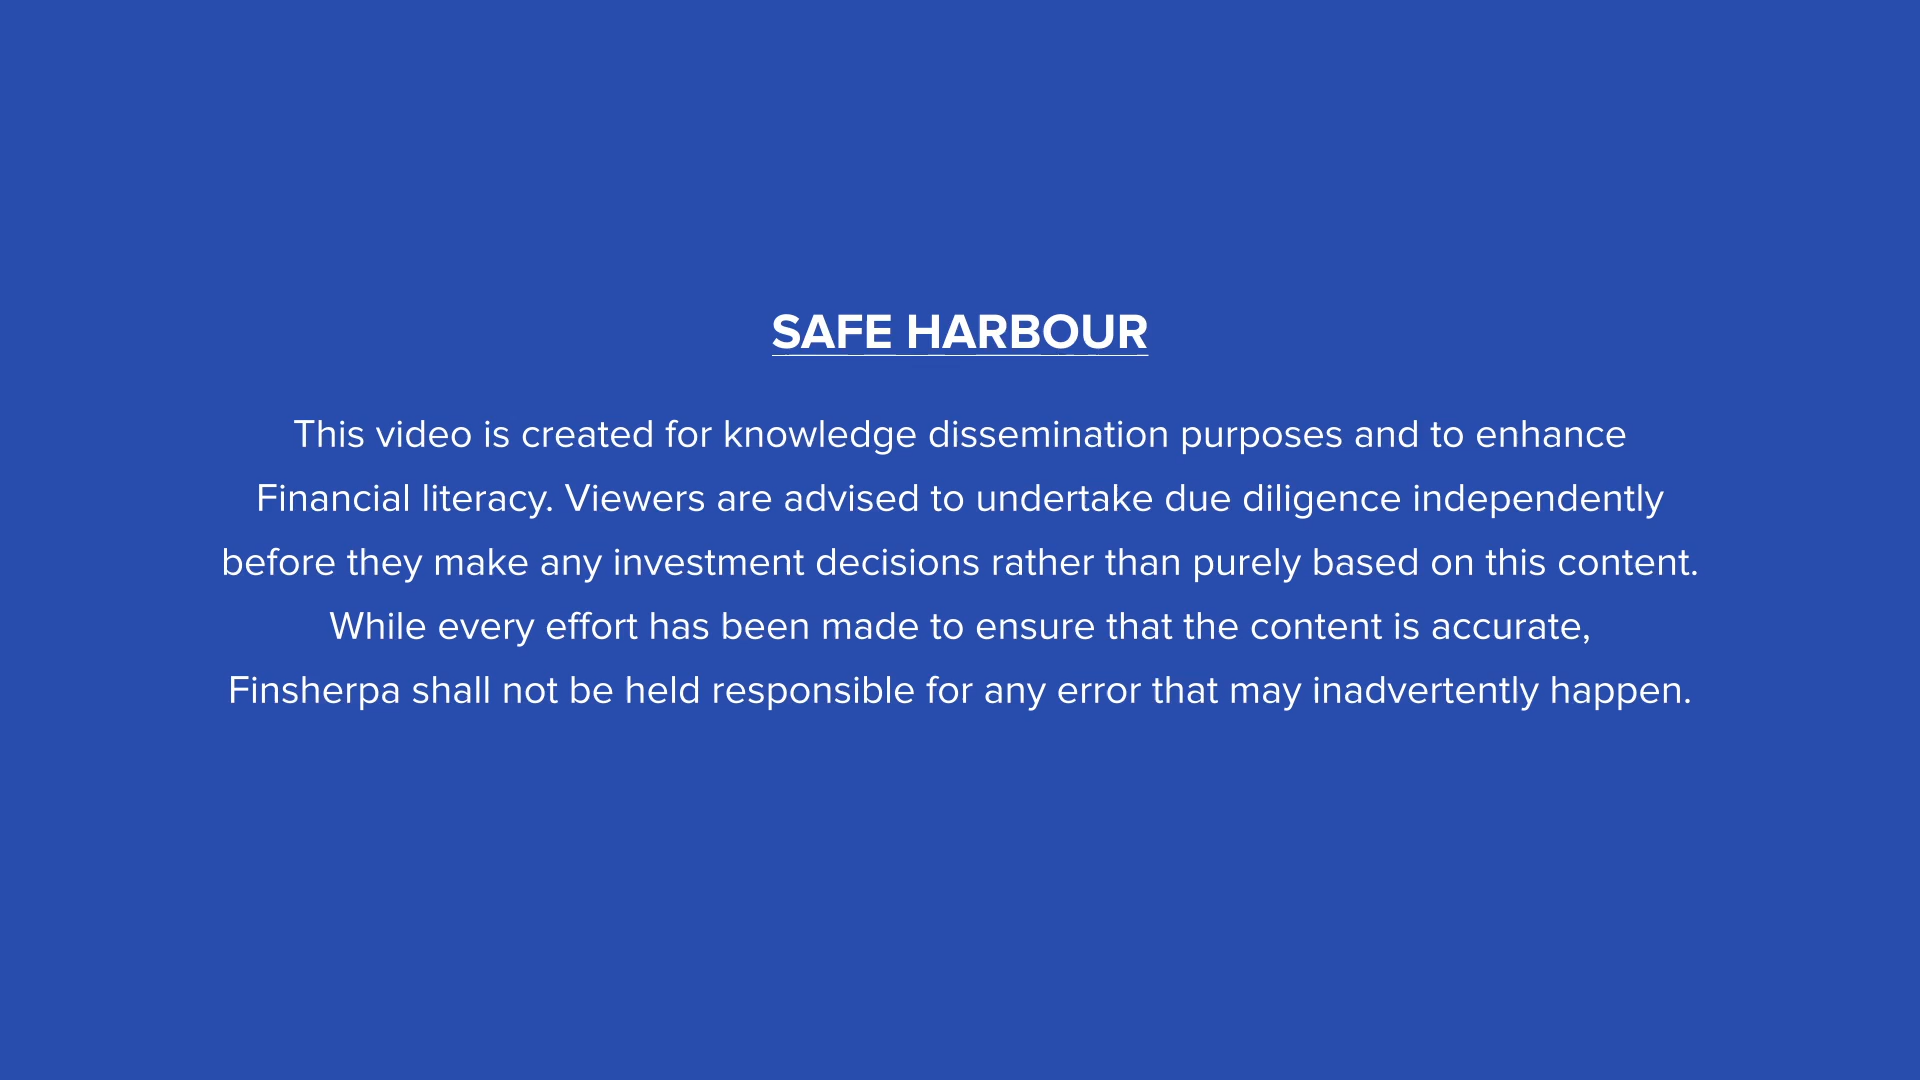 SAFE HARBOUR
This video is created for knowledge dissemination purposes and to enhance
Financial literacy. Viewers are advised to undertake due diligence independently
before they make any investment decisions rather than purely based on this content.
While every effort has been made to ensure that the content is accurate,
Finsherpa shall not be held responsible for any error that may inadvertently happen.